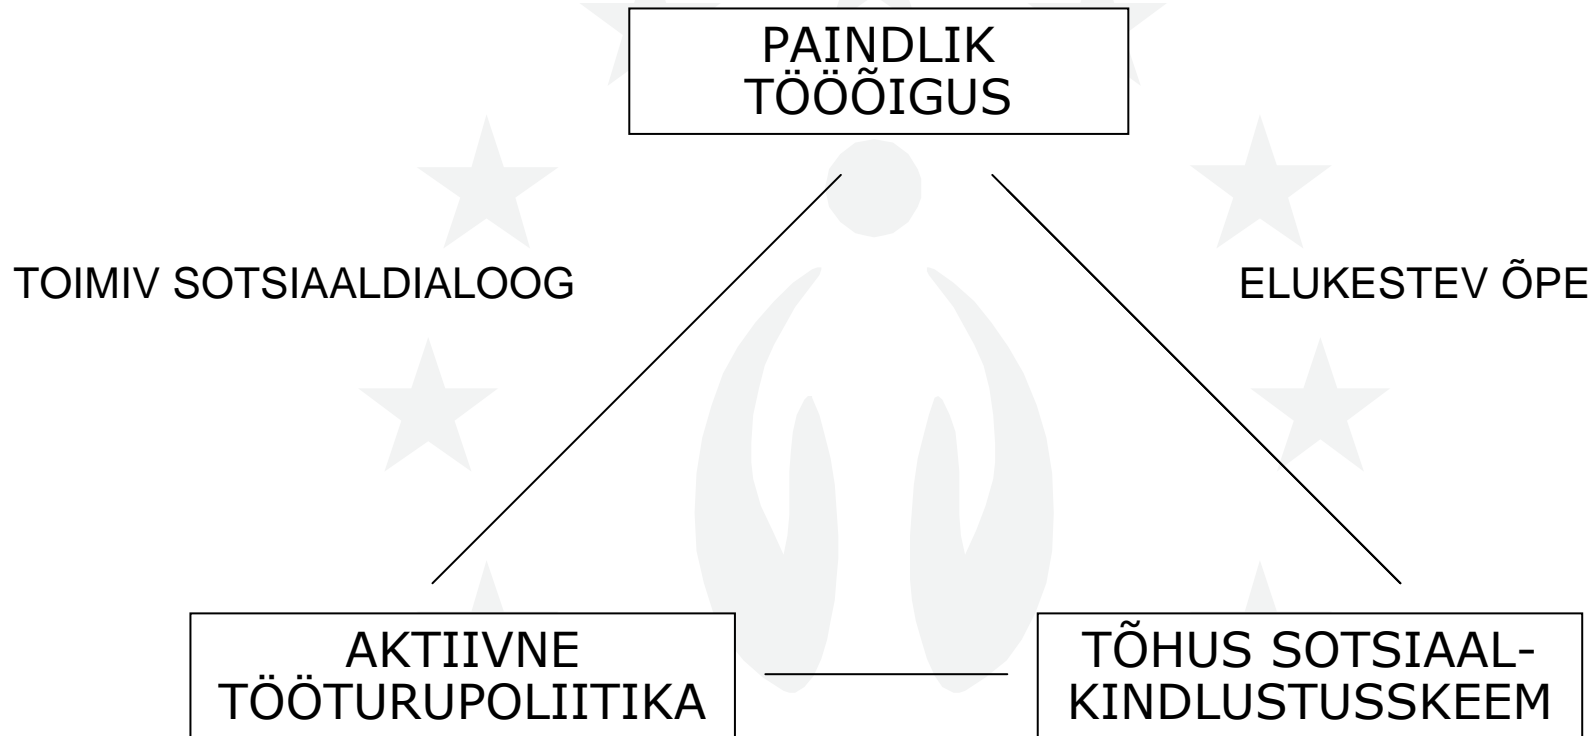 PAINDLIK
TÖÖÕIGUS
TOIMIV SOTSIAALDIALOOG
ELUKESTEV ÕPE
AKTIIVNE
TÖÖTURUPOLIITIKA
TÕHUS SOTSIAAL-
KINDLUSTUSSKEEM